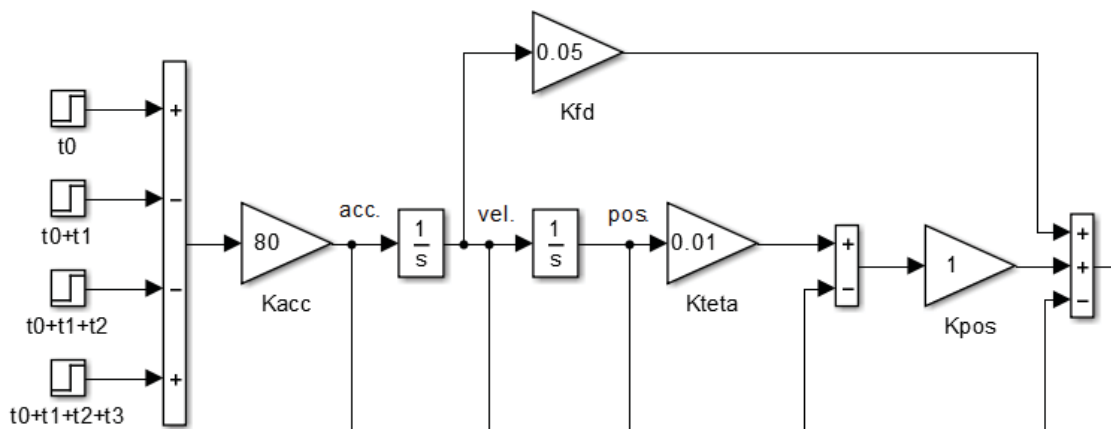 0.05
Kfd
+
t0
−
t0+t1
−
t0+t1+t2
+
t0+t1+t2+t3
80
Kacc
acc.
1
s
vel.
1
s
pos.
0.01
Kteta
+
−
1
Kpos
+
+
−